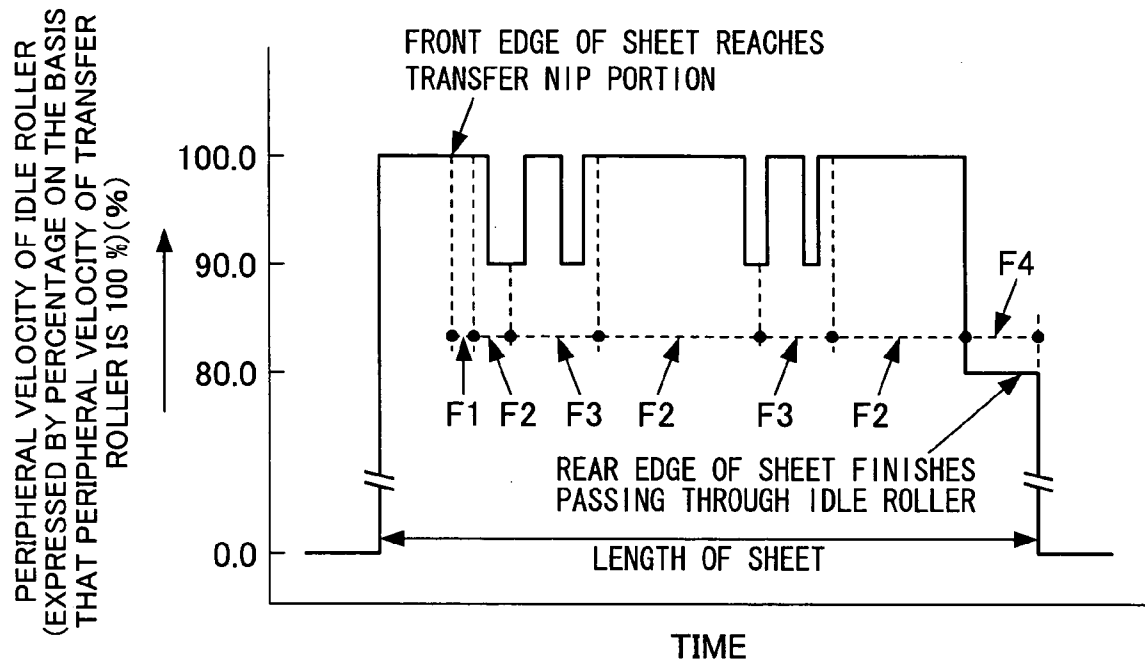 PERIPHERAL VELOCITY OF IDLE ROLLER
(EXPRESSED BY PERCENTAGE ON THE BASIS
THAT PERIPHERAL VELOCITY OF TRANSFER
ROLLER IS 100 %)(%)
FRONT EDGE OF SHEET REACHES
TRANSFER NIP PORTION
100.0
90.0
80.0
0.0
F4
F1
F2
F3
F2
F3
F2
REAR EDGE OF SHEET FINISHES
PASSING THROUGH IDLE ROLLER
LENGTH OF SHEET
TIME